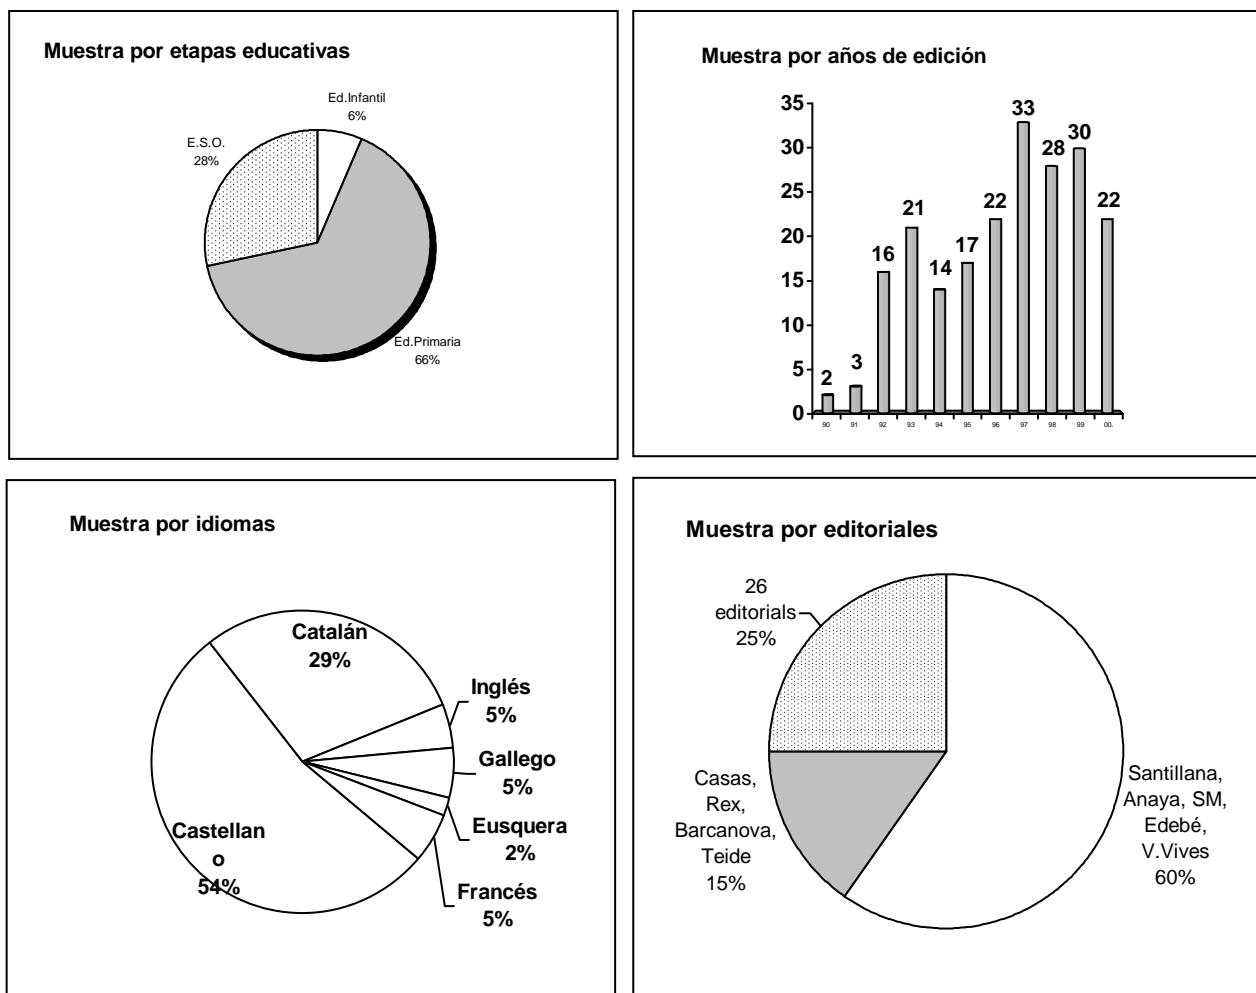 Muestra por etapas educativas
Ed.Infantil
6%
E.S.O.
28%
Ed.Primaria
66%
Muestra por años de edición
35
30
25
20
15
10
5
0
2
3
16
21
14
17
22
33
28
30
22
90
91
92
93
94
95
96
97
98
99
00.
Muestra por idiomas
Catalán
29%
Inglés
5%
Gallego
5%
Eusquera
2%
Francés
5%
Castellan
o
54%
Muestra por editoriales
26
editorials
25%
Casas,
Rex,
Barcanova,
Teide
15%
Santillana,
Anaya, SM,
Edebé,
V.Vives
60%